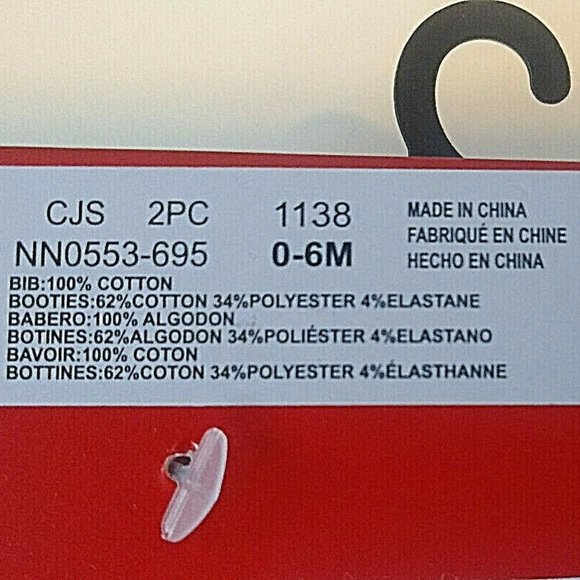 CJS 2PC 1138 MADE IN CHINA
FABRIQUÉ EN CHINE
NN0553-695 0-6M HECHO EN CHINA
BIB:100% COTTON
BOOTIES:62%COTTON 34%POLYESTER 4%ELASTANE
BABERO:100% ALGODON
BOTINES:62%ALGODON 34%POLIÉSTER 4%ELASTANO
BAVOIR:100% COTON
BOTTINES:62%COTON 34%POLYESTER 4%ÉLASTHANNE